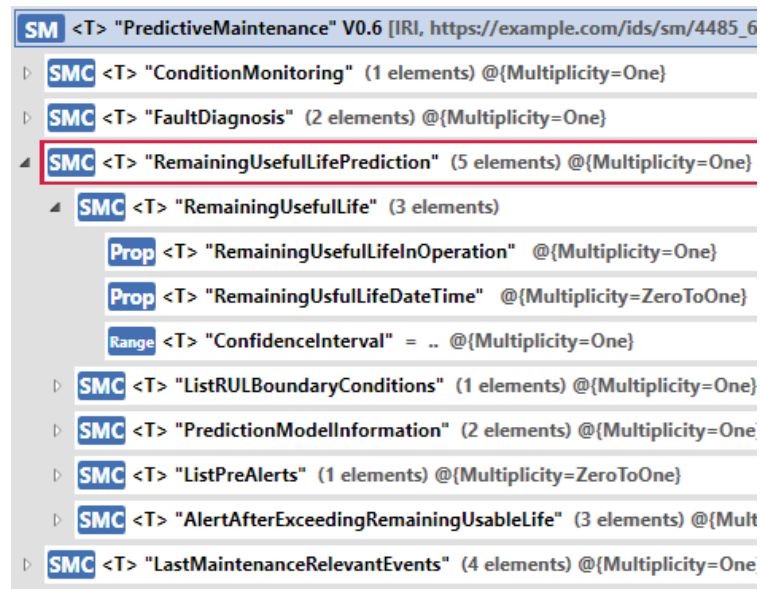 SM <T> "PredictiveMaintenance" V0.6 [IRI, https://example.com/ids/sm/4485_6
SMC <T> "ConditionMonitoring" (1 elements) @{Multiplicity=One}
SMC <T> "FaultDiagnosis" (2 elements) @{Multiplicity=One}
SMC <T> "RemainingUsefulLifePrediction" (5 elements) @{Multiplicity=One}
SMC <T> "RemainingUsefulLife" (3 elements)
Prop <T> "RemainingUsefulLifeInOperation" @{Multiplicity=One}
Prop <T> "RemainingUsfulLifeDateTime" @{Multiplicity=ZeroToOne}
Range <T> "ConfidenceInterval" = .. @{Multiplicity=One}
SMC <T> "ListRULBoundaryConditions" (1 elements) @{Multiplicity=One}
SMC <T> "PredictionModelInformation" (2 elements) @{Multiplicity=One
SMC <T> "ListPreAlerts" (1 elements) @{Multiplicity=ZeroToOne}
SMC <T> "AlertAfterExceedingRemainingUsableLife" (3 elements) @{Mult
SMC <T> "LastMaintenanceRelevantEvents" (4 elements) @{Multiplicity=One